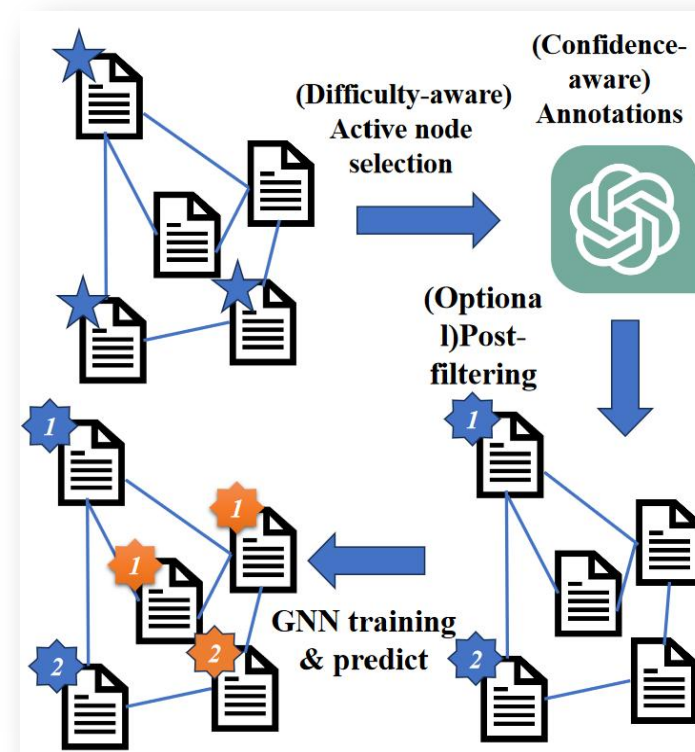 (Difficulty-aware)
Active node
selection
(Confidence-
aware)
Annotations
(Optiona
l)Post-
filtering
1
2
GNN training
& predict
1
1
1
2
2